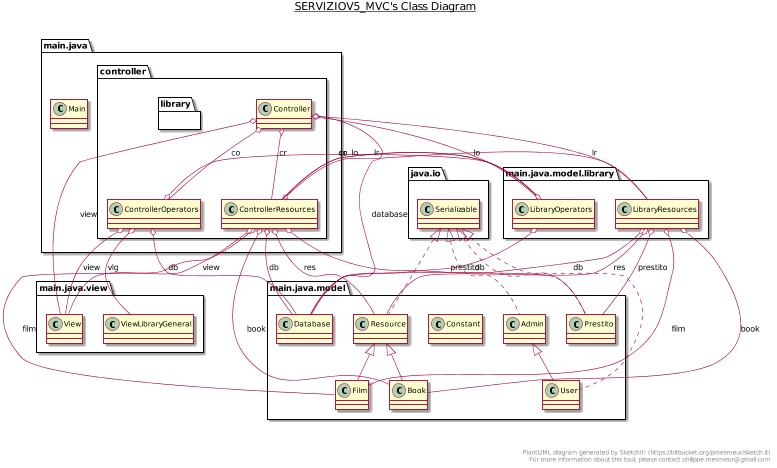 SERVIZIOV5_MVC's Class Diagram
main.java
controller
library
C Main
C Controller
co
cr
lo
lr
lo
lr
java.io
main.java.model.library
C ControllerOperators
C ControllerResources
C Serializable
C LibraryOperators
C LibraryResources
view
database
view
vlg
db
view
db
res
prestito
db
db
res
prestito
main.java.view
main.java.model
C View
C ViewLibraryGeneral
C Database
C Resource
C Constant
C Admin
C Prestito
film
book
film
book
C Film
C Book
C User
PlantUML diagram generated by SketchIt! (https://bitbucket.org/pmesmeur/sketch.it)
For more information about this tool, please contact philippe.mesmeur@gmail.com